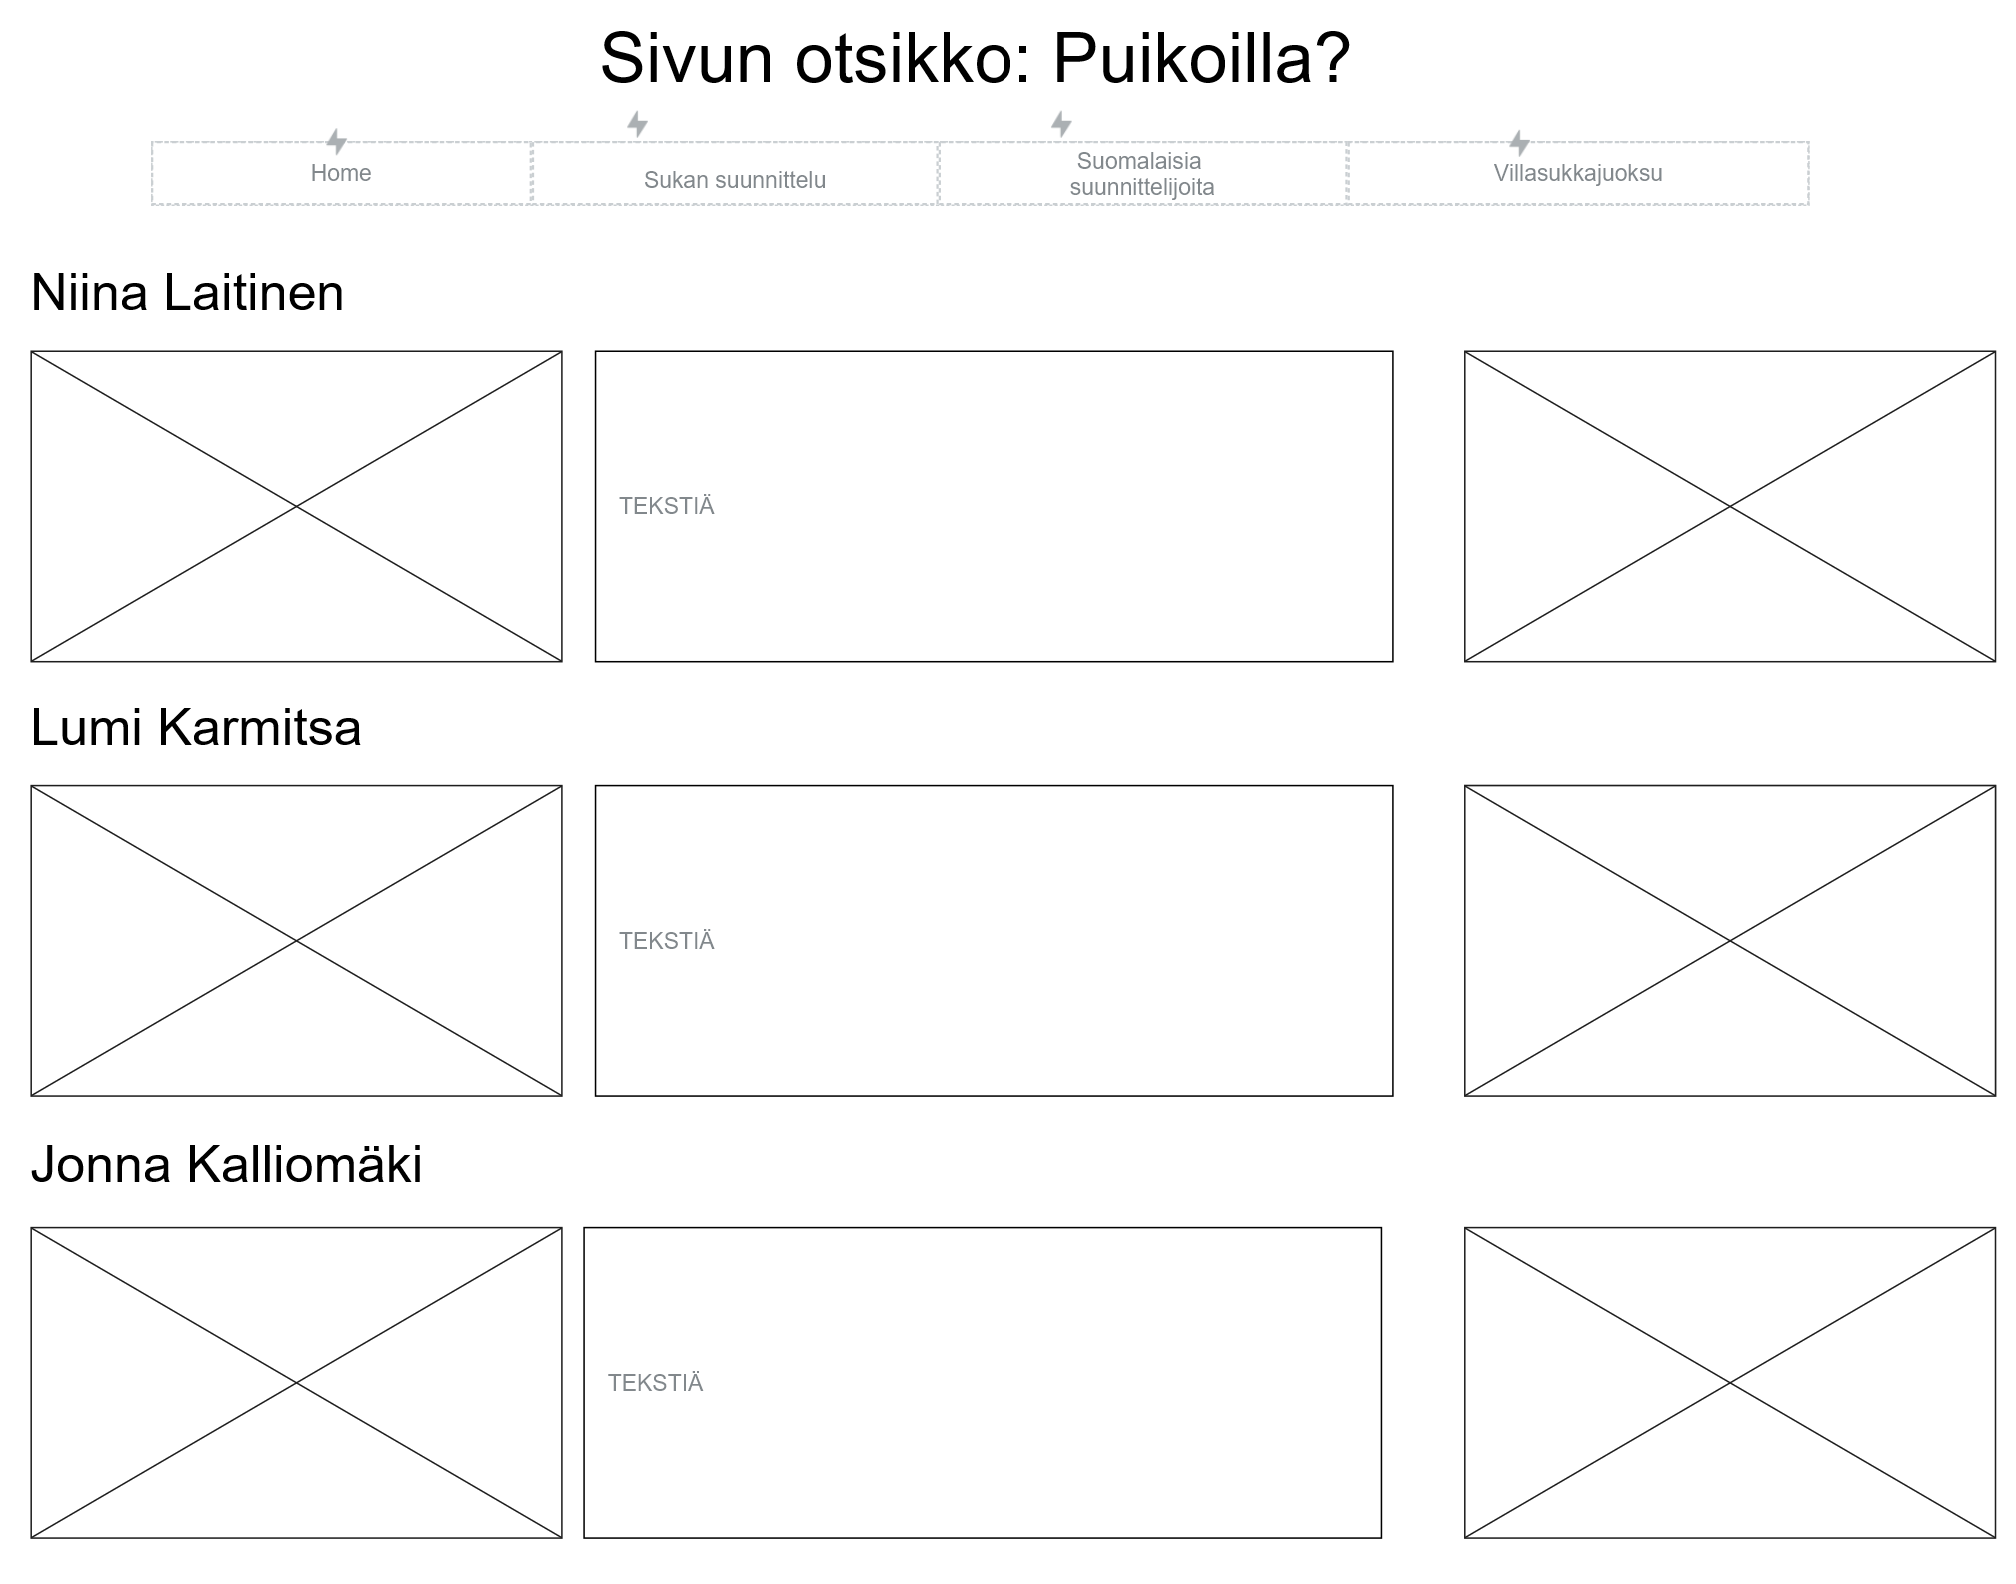 Sivun otsikko: Puikoilla?
Home
Sukan suunnittelu
Suomalaisia
suunnittelijoita
Villasukkajuoksu
Niina Laitinen
TEKSTIÄ
Lumi Karmitsa
TEKSTIÄ
Jonna Kalliomäki
TEKSTIÄ